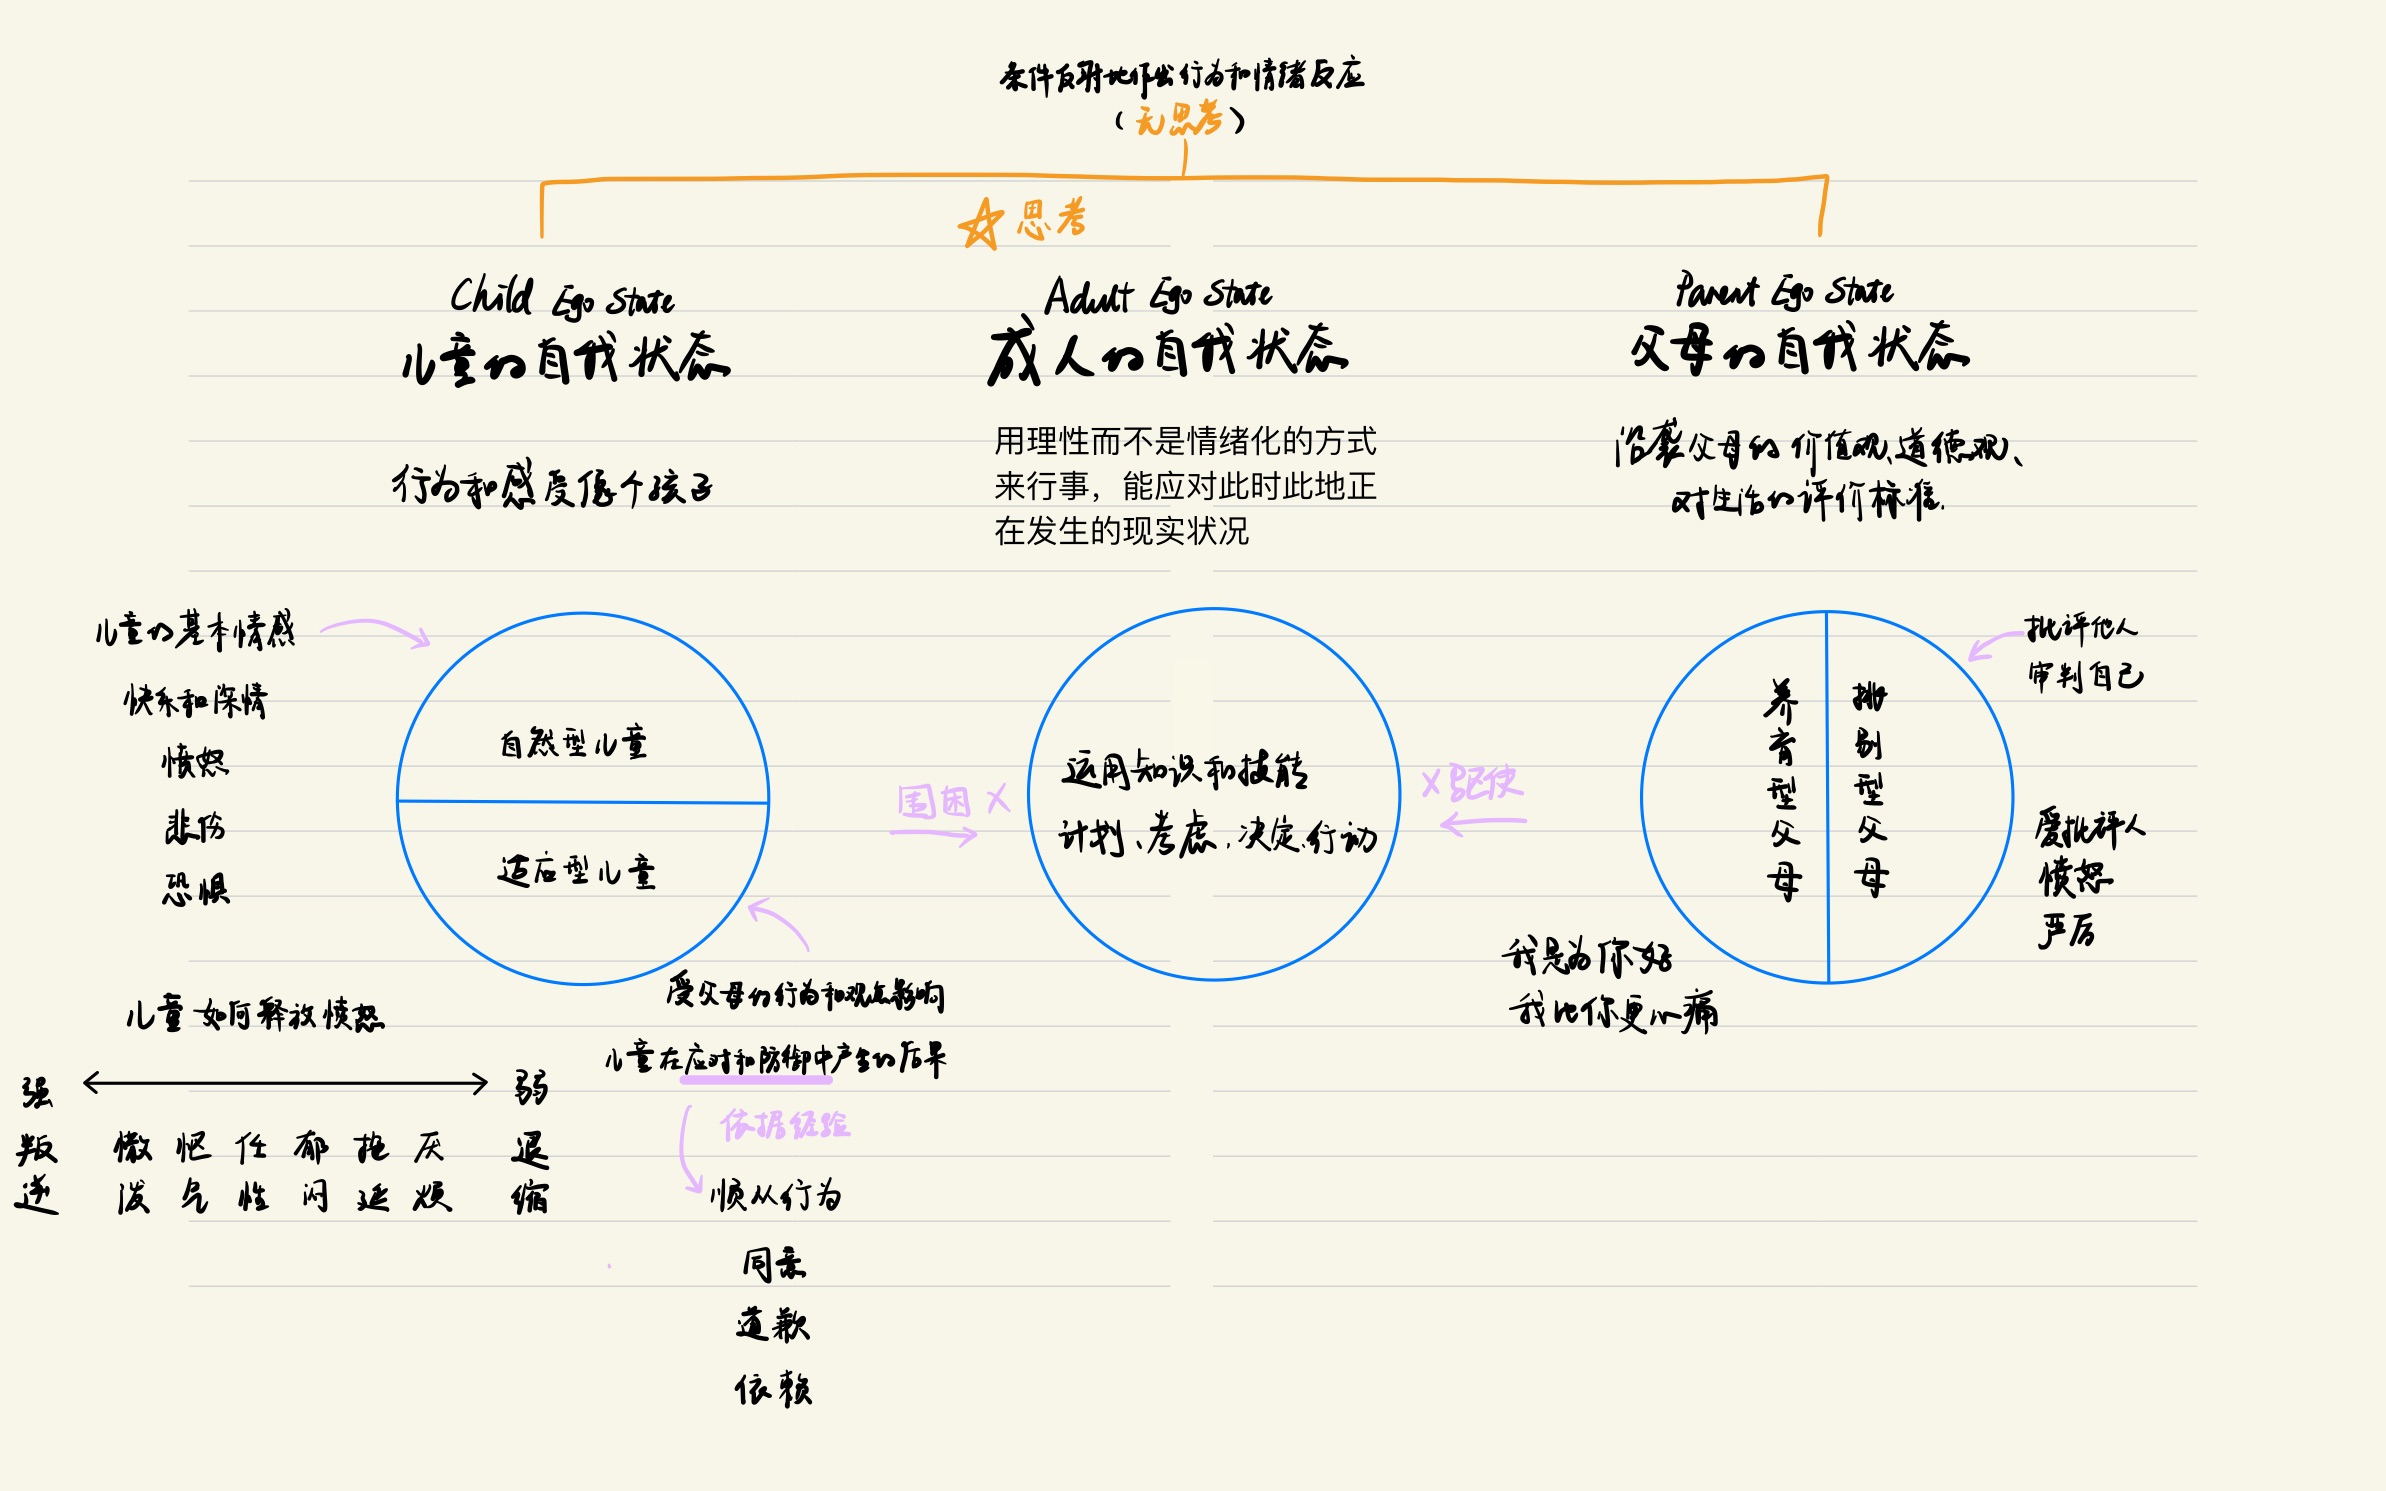 条件反射地作出行为和情绪反应
（无思考）
☆思考
Child Ego State
儿童的自我状态
行为和感受像个孩子
Adult Ego State
成人的自我状态
用理性而不是情绪化的方式
来行事，能应对此时此地正
在发生的现实状况
Parent Ego State
父母的自我状态
沿袭父母的价值观、道德观、
对生活的评价标准.
儿童的基本情感
快乐和深情
愤怒
悲伤
恐惧
自然型儿童
适应型儿童
围困 X
运用知识和技能
计划、考虑、决定、行动
X 驱使
养育型父母
挑剔型父母
批评他人
审判自己
爱批评人
愤怒
严厉
我是为你好
我比你更心痛
受父母的行为和观点影响
儿童在应对和防御中产生的后果
依据经验
顺从行为
同意
道歉
依赖
儿童如何释放愤怒
强
弱
叛逆
撒泼
怄气
任性
郁闷
拖延
厌烦
退缩